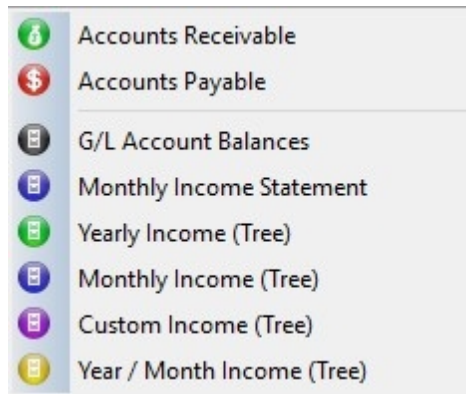 Accounts Receivable
$ Accounts Payable
G/L Account Balances
Monthly Income Statement
Yearly Income (Tree)
Monthly Income (Tree)
Custom Income (Tree)
Year / Month Income (Tree)